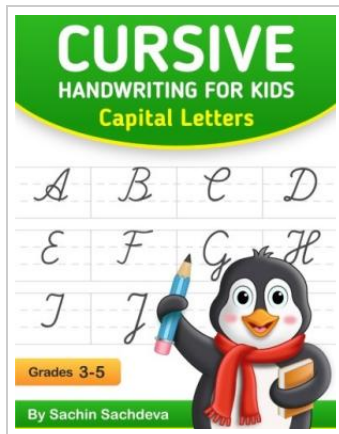 CURSIVE
HANDWRITING FOR KIDS
Capital Letters
A B C D
E F G H
I J
Grades 3-5
By Sachin Sachdeva